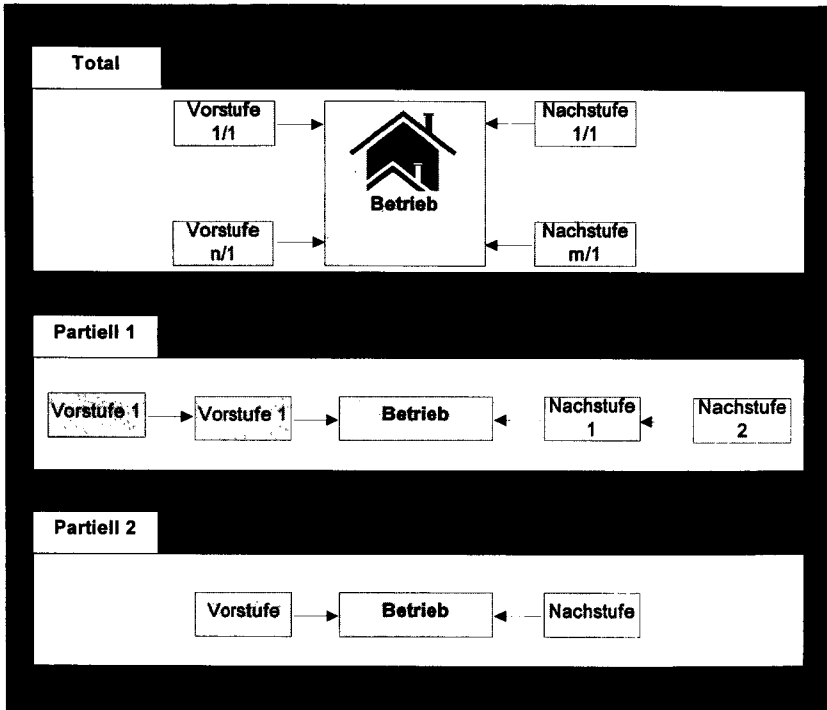 Total
Vorstufe
1/1
Nachstufe
1/1
Betrieb
Vorstufe
n/1
Nachstufe
m/1
Partiell 1
Vorstufe 1
Vorstufe 1
Betrieb
Nachstufe
1
Nachstufe
2
Partiell 2
Vorstufe
Betrieb
Nachstufe